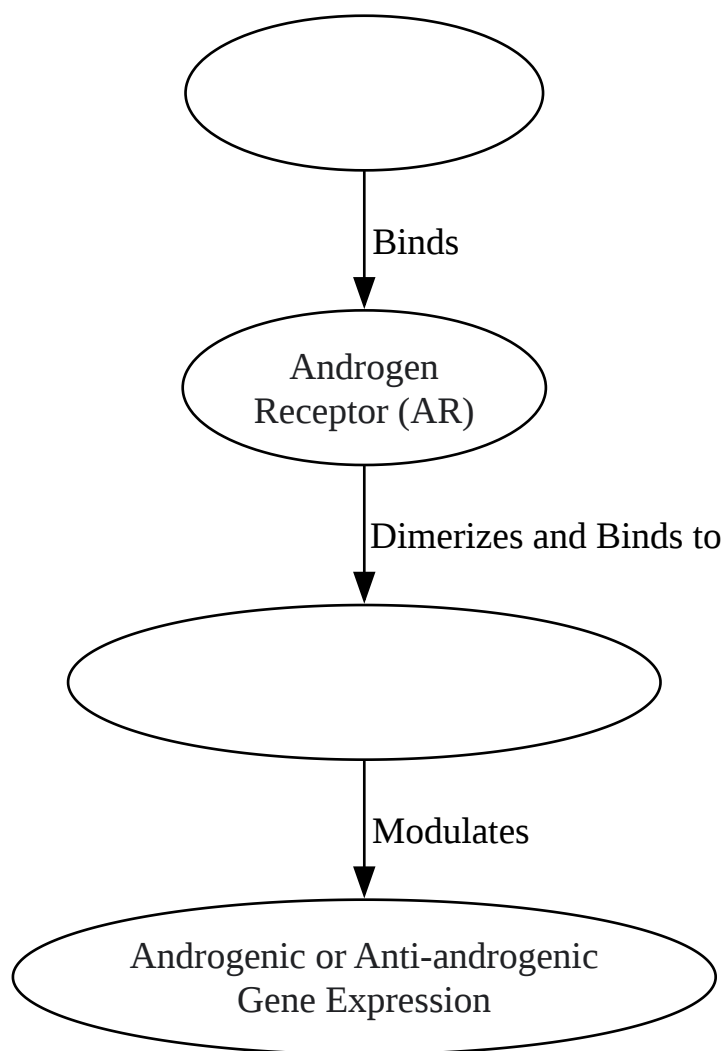 Binds
Androgen
Receptor (AR)
Dimerizes and Binds to
Modulates
Androgenic or Anti-androgenic
Gene Expression